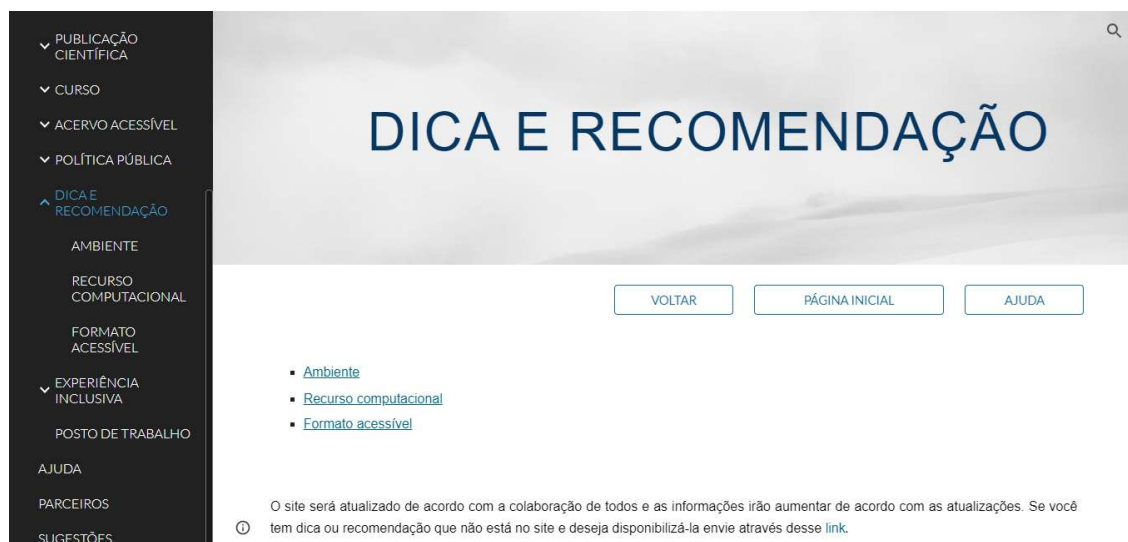 PUBLICAÇÃO
CIENTÍFICA
CURSO
ACERVO ACESSÍVEL
POLÍTICA PÚBLICA
DICA E
RECOMENDAÇÃO
AMBIENTE
RECURSO
COMPUTACIONAL
FORMATO
ACESSÍVEL
EXPERIÊNCIA
INCLUSIVA
POSTO DE TRABALHO
AJUDA
PARCEIROS
SUGESTÕES
DICA E RECOMENDAÇÃO
VOLTAR
PÁGINA INICIAL
AJUDA
Ambiente
Recurso computacional
Formato acessível
O site será atualizado de acordo com a colaboração de todos e as informações irão aumentar de acordo com as atualizações. Se você
tem dica ou recomendação que não está no site e deseja disponibilizá-la envie através desse link.